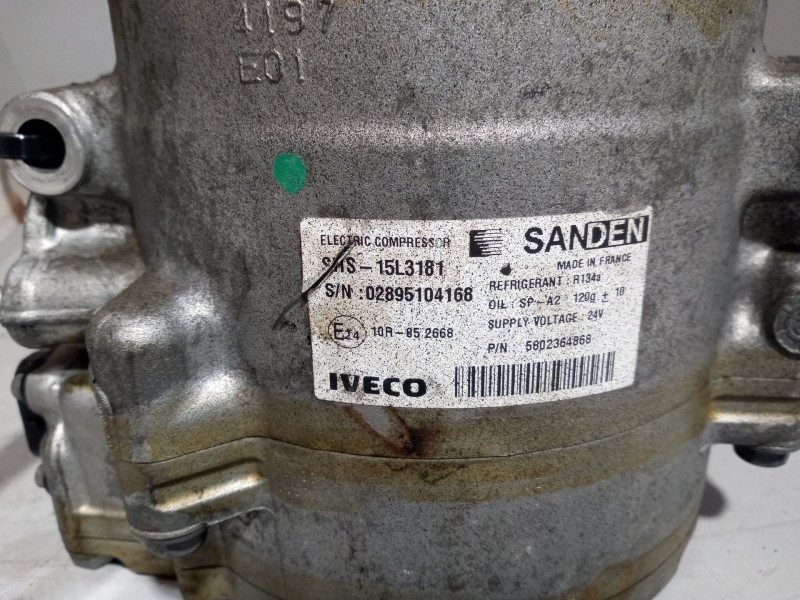 1197
E01
ELECTRIC COMPRESSOR
SANDEN
SHS-15L3181
MADE IN FRANCE
S/N :02895104168
REFRIGERANT : R134a
OIL : SP-A2 120g ± 10
SUPPLY VOLTAGE : 24V
E24 10R-05 2668
P/N 5802364868
IVECO